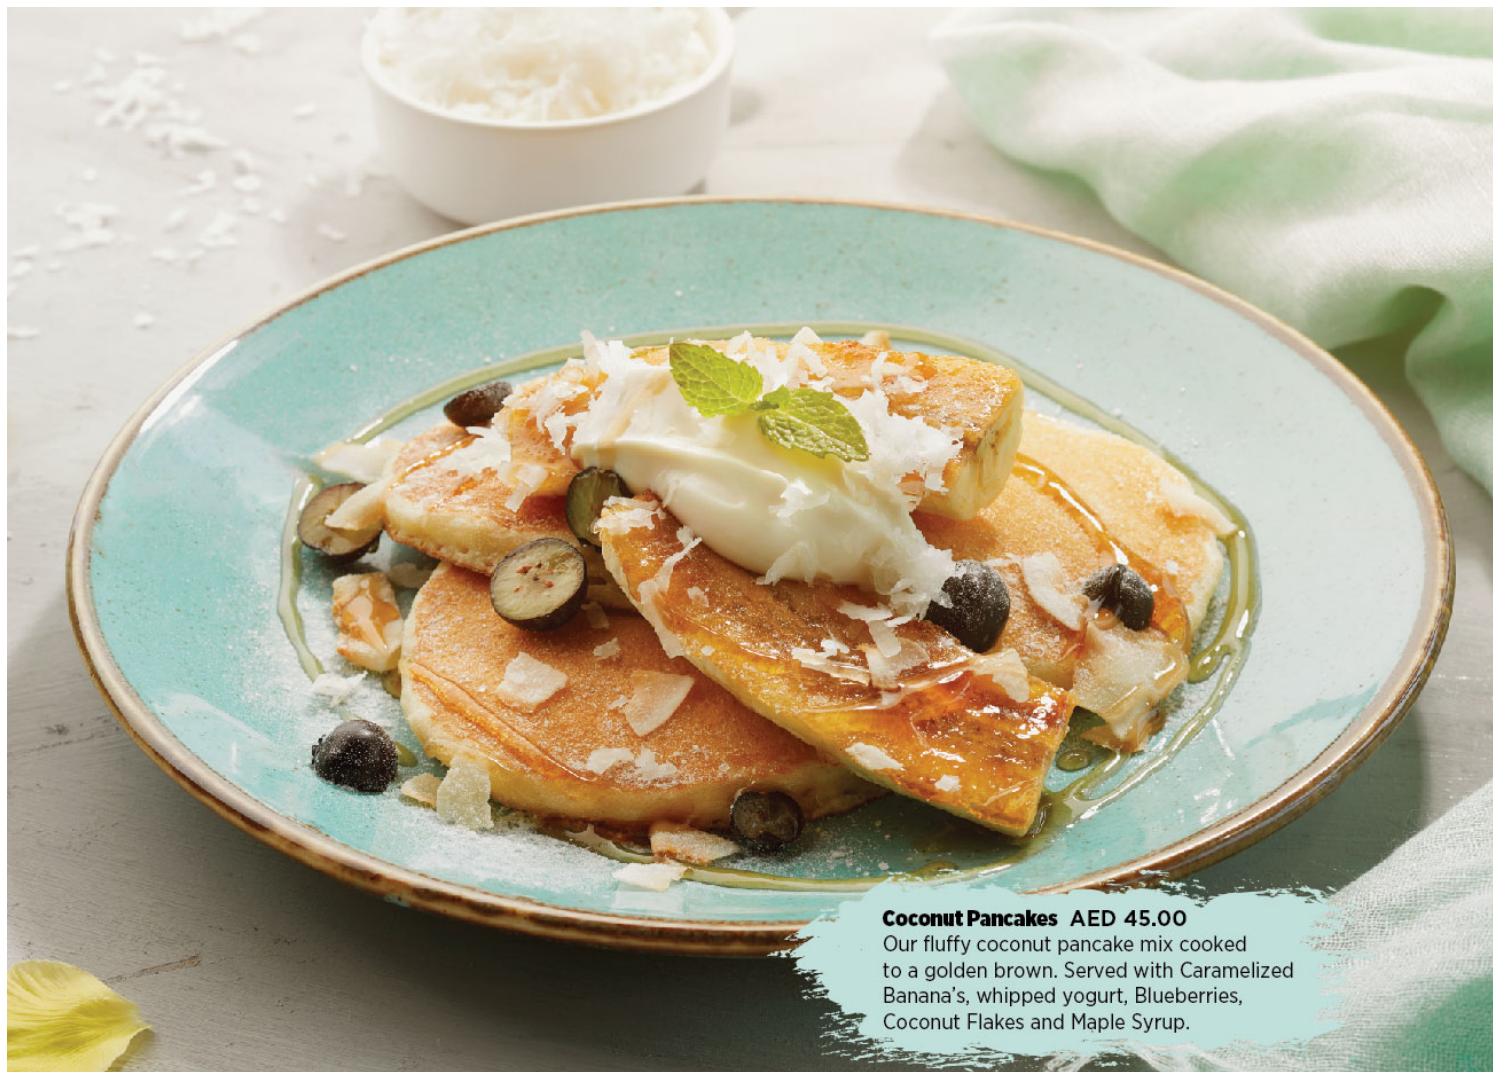 Coconut Pancakes AED 45.00
Our fluffy coconut pancake mix cooked
to a golden brown. Served with Caramelized
Banana's, whipped yogurt, Blueberries,
Coconut Flakes and Maple Syrup.